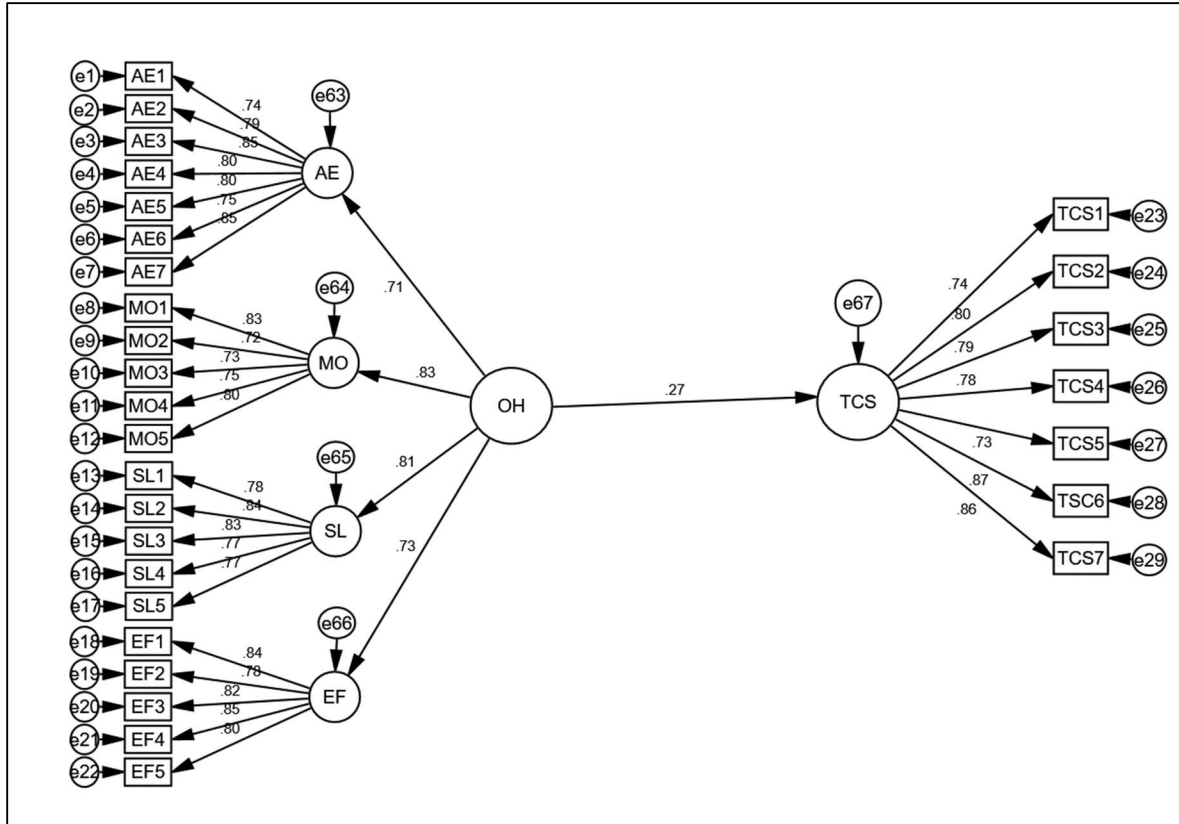 e1 AE1
e2 AE2
e3 AE3
e4 AE4
e5 AE5
e6 AE6
e7 AE7
.74
.79
.85
.80
.80
.75
.85
e63
AE
.71
e8 MO1
e9 MO2
e10 MO3
e11 MO4
e12 MO5
.83
.72
.73
.75
.80
e64
MO
.83
e13 SL1
e14 SL2
e15 SL3
e16 SL4
e17 SL5
.78
.84
.83
.77
.77
e65
SL
.81
e18 EF1
e19 EF2
e20 EF3
e21 EF4
e22 EF5
.84
.78
.82
.85
.80
e66
EF
.73
OH
.27
e67
TCS
.74
.80
.79
.78
.73
.87
.86
TCS1 e23
TCS2 e24
TCS3 e25
TCS4 e26
TCS5 e27
TSC6 e28
TCS7 e29